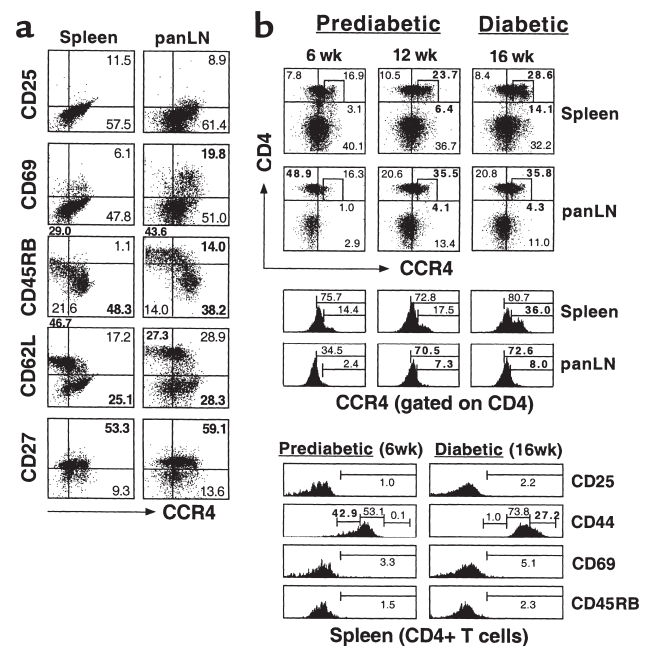 a
Spleen panLN
CD25
11.5 8.9
57.5 61.4
CD69
6.1 19.8
47.8 51.0
CD45RB
29.0 43.6
1.1 14.0
21.6 48.3 14.0 38.2
CD62L
46.7
17.2 27.3 28.9
25.1 28.3
CD27
53.3 59.1
9.3 13.6
CCR4
b
Prediabetic Diabetic
6 wk 12 wk 16 wk
7.8 16.9 10.5 23.7 8.4 28.6
3.1 6.4 14.1
Spleen
40.1 36.7 32.2
CD4
48.9 16.3 20.6 35.5 20.8 35.8
1.0 4.1 4.3
panLN
2.9 13.4 11.0
CCR4
75.7 72.8 80.7
14.4 17.5 36.0
Spleen
34.5 70.5 72.6
2.4 7.3 8.0
panLN
CCR4 (gated on CD4)
Prediabetic (6wk) Diabetic (16wk)
1.0 2.2 CD25
42.9 53.1 0.1 1.0 73.8 27.2 CD44
3.3 5.1 CD69
1.5 2.3 CD45RB
Spleen (CD4+ T cells)